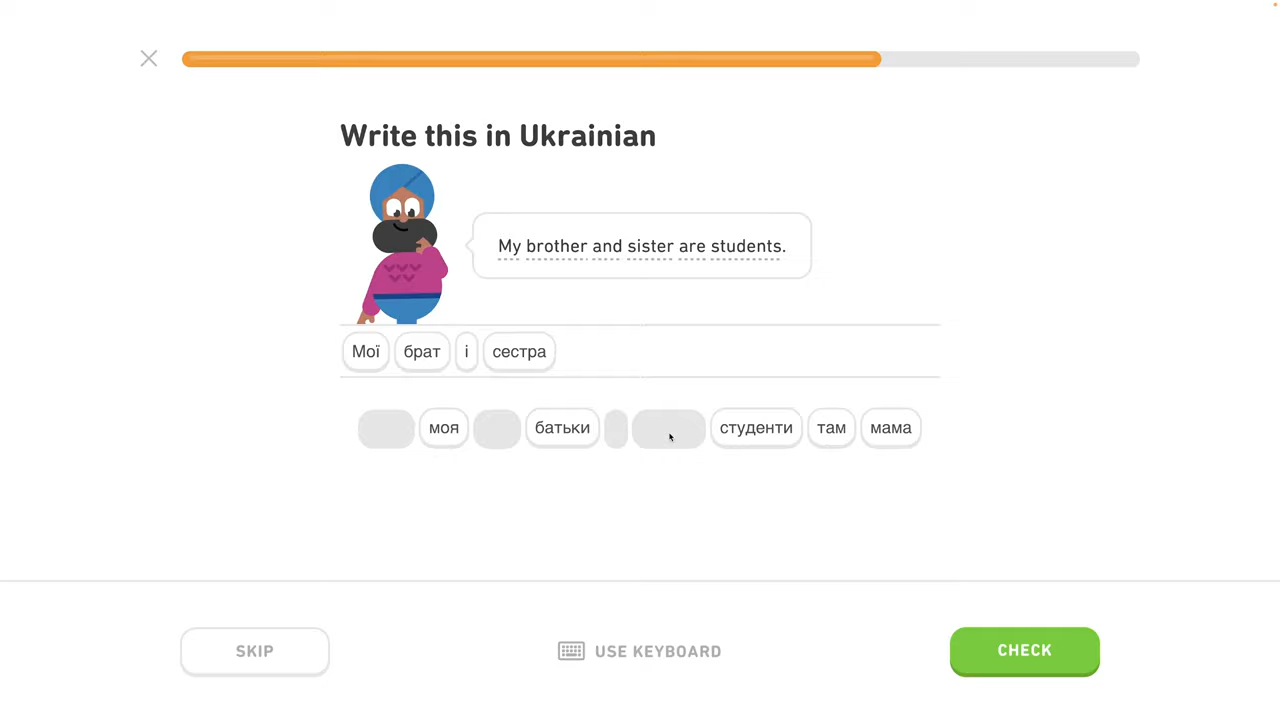 Write this in Ukrainian
My brother and sister are students.
Мої брат і сестра
моя батьки студенти там мама
SKIP USE KEYBOARD CHECK